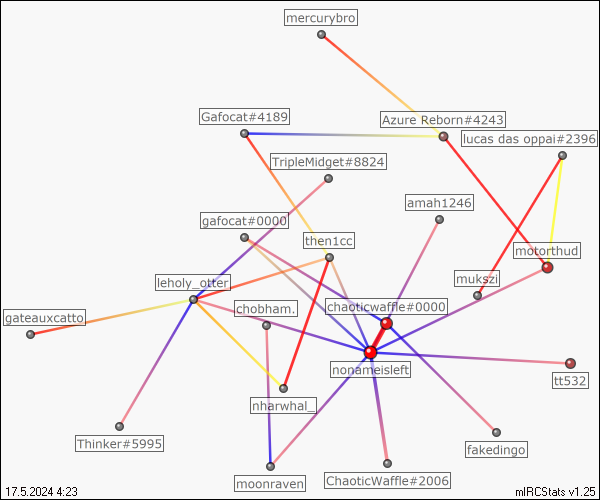 mercurybro
Gafocat#4189
Azure Reborn#4243
lucas das oppai#2396
TripleMidget#8824
amah1246
gafocat#0000
then1cc
motorthud
leholy_otter
mukszi
chobham.
chaoticwaffle#0000
gateauxcatto
nonameisleft
tt532
nharwhal_
Thinker#5995
fakedingo
moonraven
ChaoticWaffle#2006
17.5.2024 4:23
mIRCStats v1.25